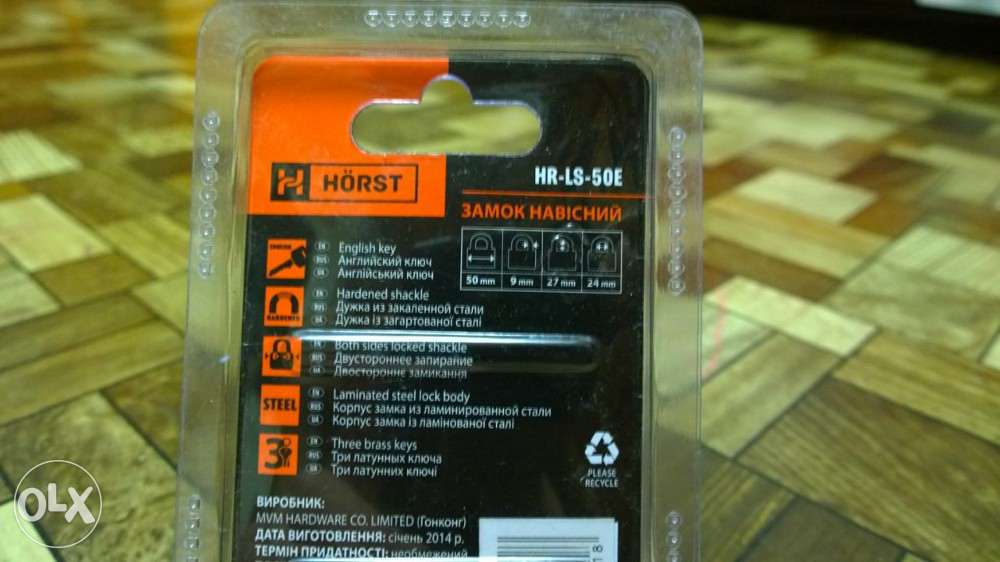 HÖRST
HR-LS-50E
ЗАМОК НАВІСНИЙ
50 mm 9 mm 27 mm 24 mm
EN English key
RUS Английский ключ
UA Англійський ключ
EN Hardened shackle
RUS Дужка из закаленной стали
UA Дужка із загартованої сталі
EN Both sides locked shackle
RUS Двустороннее запирание
UA Двостороннє замикання
STEEL
EN Laminated steel lock body
RUS Корпус замка из ламинированной стали
UA Корпус замка із ламінованої сталі
3
EN Three brass keys
RUS Три латунных ключа
UA Три латунних ключі
PLEASE
RECYCLE
ВИРОБНИК:
MVM HARDWARE CO. LIMITED (Гонконг)
ДАТА ВИГОТОВЛЕННЯ: січень 2014 р.
ТЕРМІН ПРИДАТНОСТІ: необмежений
18
OLX